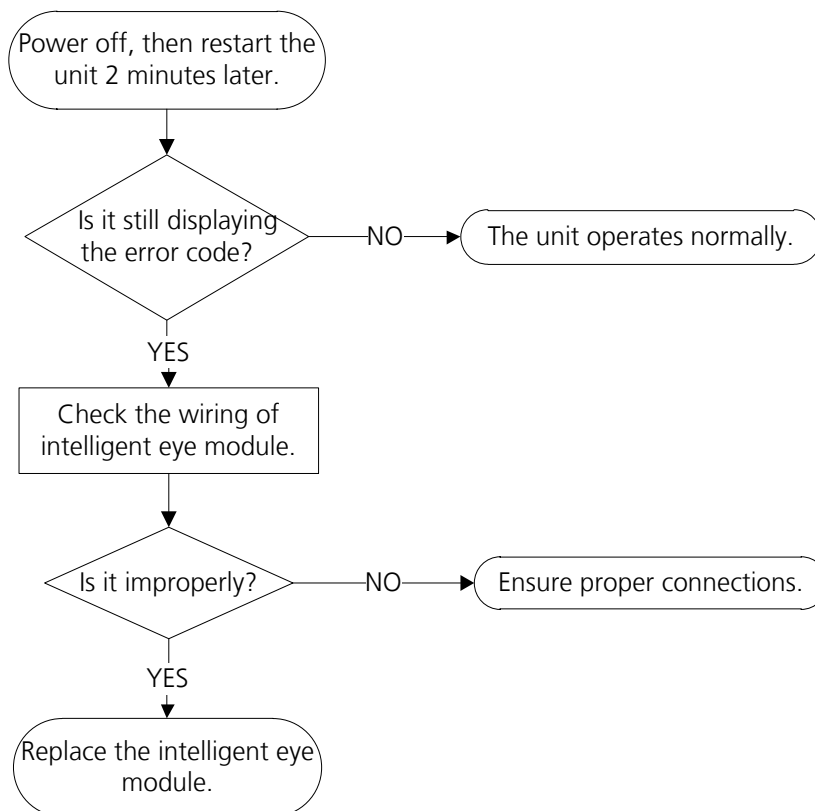 Power off, then restart the
unit 2 minutes later.
Is it still displaying
the error code?
NO
The unit operates normally.
YES
Check the wiring of
intelligent eye module.
Is it improperly?
NO
Ensure proper connections.
YES
Replace the intelligent eye
module.